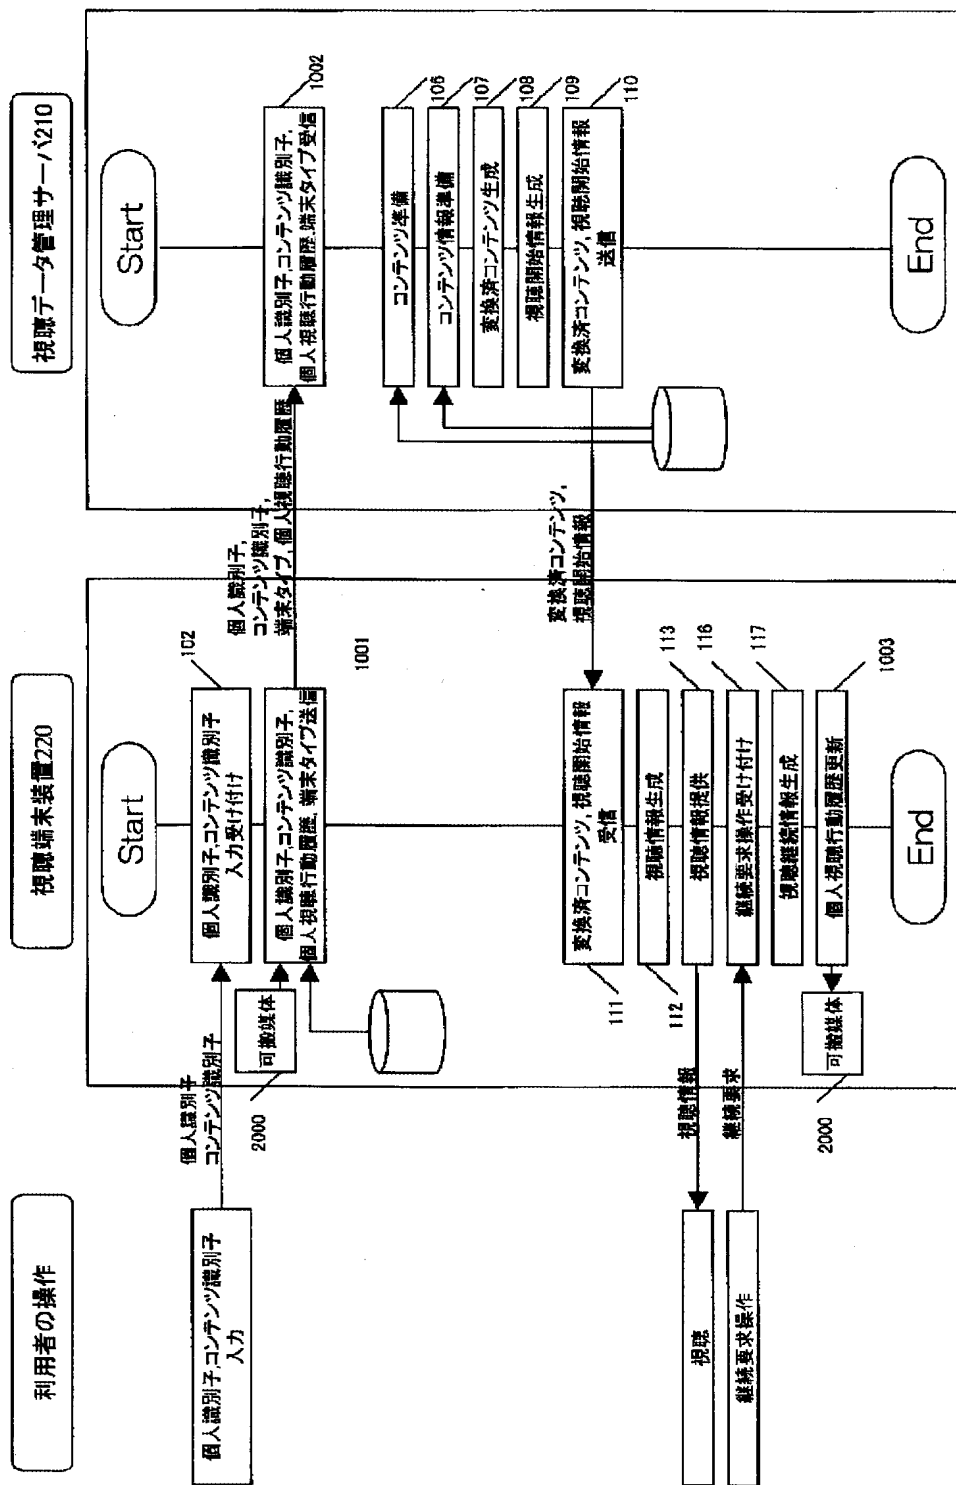 利用者の操作
個人識別子,コンテンツ識別子
入力
視聴
継続要求操作
個人識別子
コンテンツ識別子
視聴情報
継続要求
視聴端末装置220
Start
個人識別子,コンテンツ識別子
入力受け付け
102
個人識別子,コンテンツ識別子,
個人視聴行動履歴, 端末タイプ送信
1001
可搬媒体
2000
変換済コンテンツ, 視聴開始情報
受信
111
視聴情報生成
112
視聴情報提供
113
継続要求操作受け付け
116
視聴継続情報生成
117
個人視聴行動履歴更新
1003
可搬媒体
2000
End
個人識別子,
コンテンツ識別子,
端末タイプ, 個人視聴行動履歴
変換済コンテンツ,
視聴開始情報
視聴データ管理サーバ210
Start
個人識別子,コンテンツ識別子,
個人視聴行動履歴,端末タイプ受信
1002
コンテンツ準備
106
コンテンツ情報準備
107
変換済コンテンツ生成
108
視聴開始情報生成
109
変換済コンテンツ, 視聴開始情報
送信
110
End